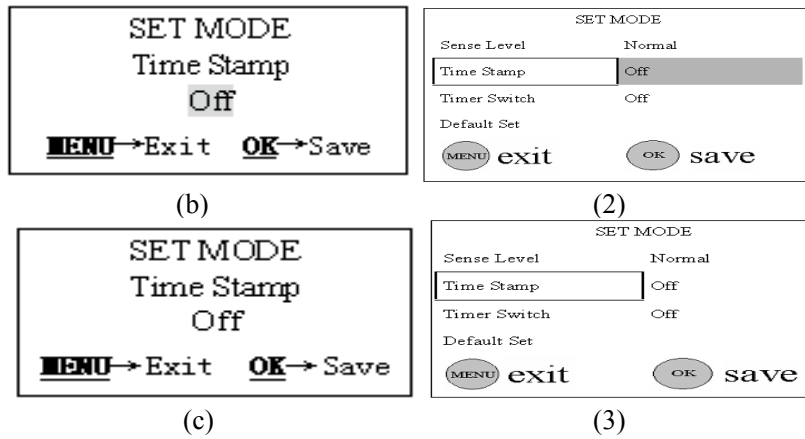 SET MODE
Time Stamp
Off
MENU→Exit OK→Save
(b)
SET MODE
Sense Level Normal
Time Stamp Off
Timer Switch Off
Default Set
MENU exit OK save
(2)
SET MODE
Time Stamp
Off
MENU→Exit OK→Save
(c)
SET MODE
Sense Level Normal
Time Stamp Off
Timer Switch Off
Default Set
MENU exit OK save
(3)